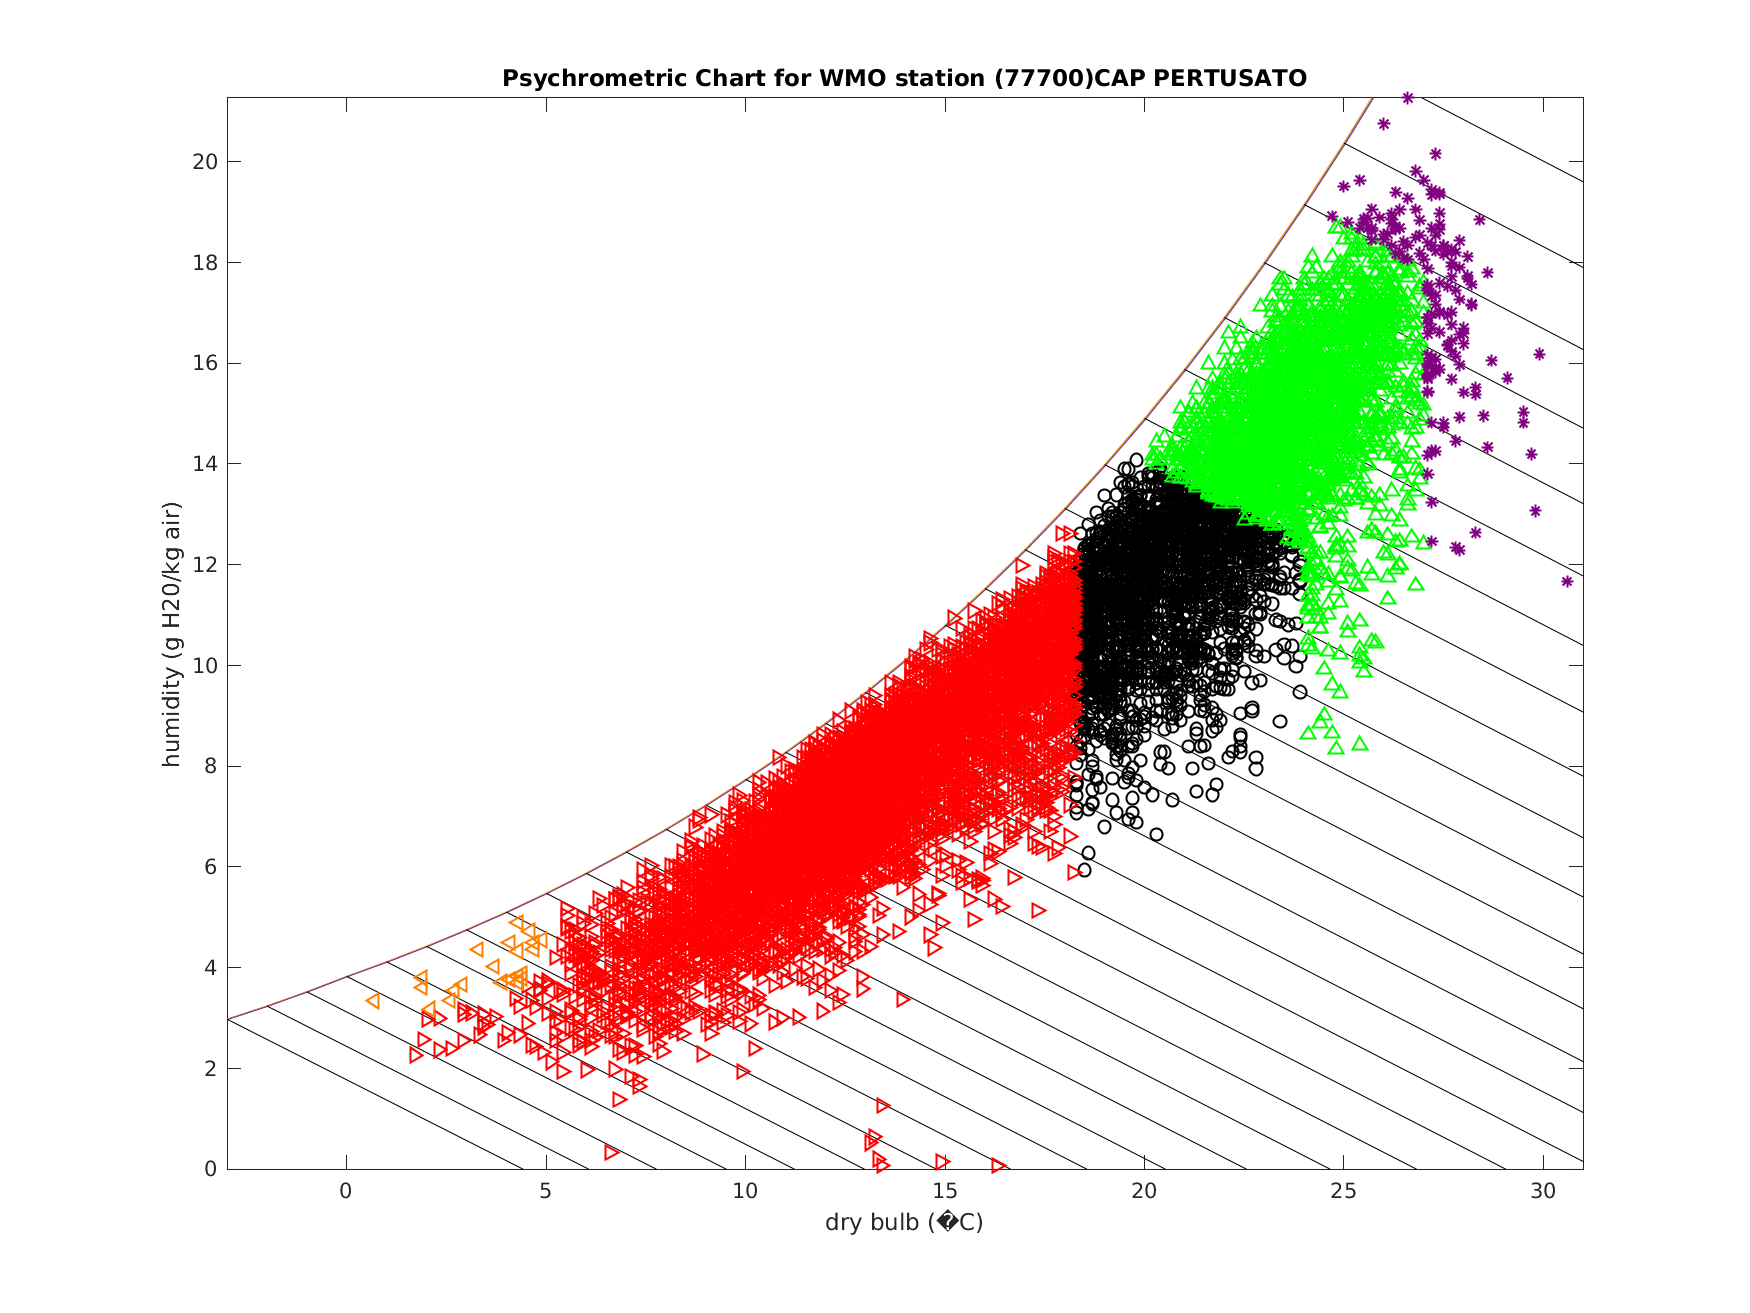 Psychrometric Chart for WMO station (77700)CAP PERTUSATO
humidity (g H20/kg air)
20
18
16
14
12
10
8
6
4
2
0
0 5 10 15 20 25 30
dry bulb (�C)